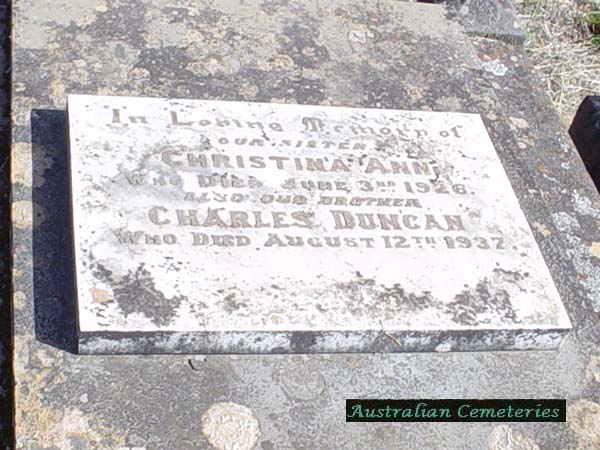 In Loving Memory of
OUR SISTER
CHRISTINA ANN
WHO DIED JUNE 3RD 1926.
ALSO OUR BROTHER
CHARLES DUNCAN
WHO DIED AUGUST 12TH 1937.
Australian Cemeteries